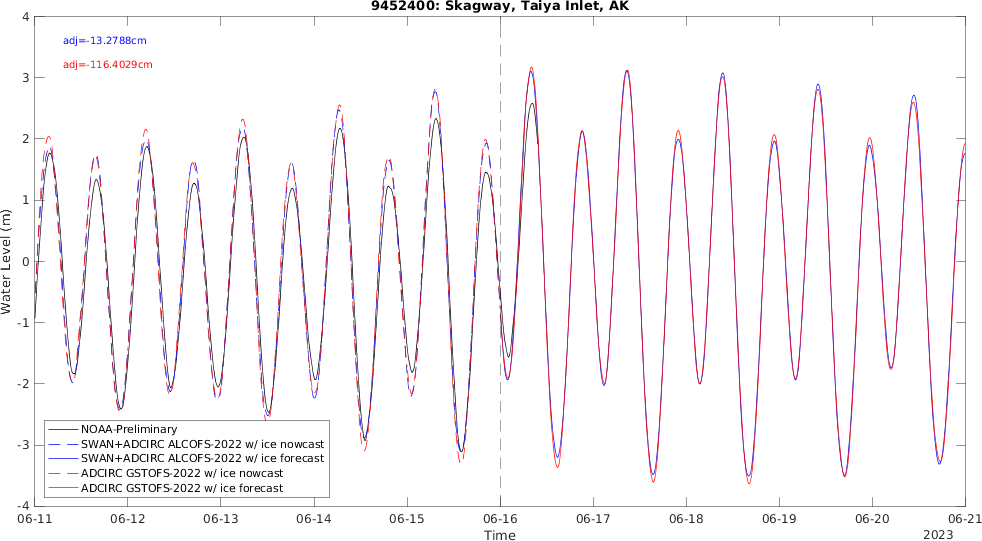 9452400: Skagway, Taiya Inlet, AK
adj=-13.2788cm
adj=-116.4029cm
4
3
2
1
0
-1
-2
-3
-4
Water Level (m)
NOAA-Preliminary
SWAN+ADCIRC ALCOFS-2022 w/ ice nowcast
SWAN+ADCIRC ALCOFS-2022 w/ ice forecast
ADCIRC GSTOFS-2022 w/ ice nowcast
ADCIRC GSTOFS-2022 w/ ice forecast
06-11 06-12 06-13 06-14 06-15 06-16 06-17 06-18 06-19 06-20 06-21
Time
2023